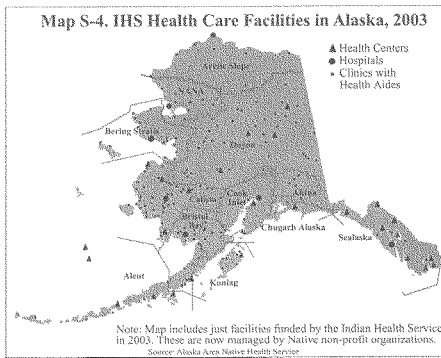 Map S-4. IHS Health Care Facilities in Alaska, 2003
Health Centers
Hospitals
Clinics with
Health Aides
Arctic Slope
NANA
Bering Straits
Doyon
Calista
Cook
Inlet
Ahtna
Bristol
Bay
Chugach Alaska
Sealaska
Aleut
Koniag
Note: Map includes just facilities funded by the Indian Health Service
in 2003. These are now managed by Native non-profit organizations.
Source: Alaska Area Native Health Service